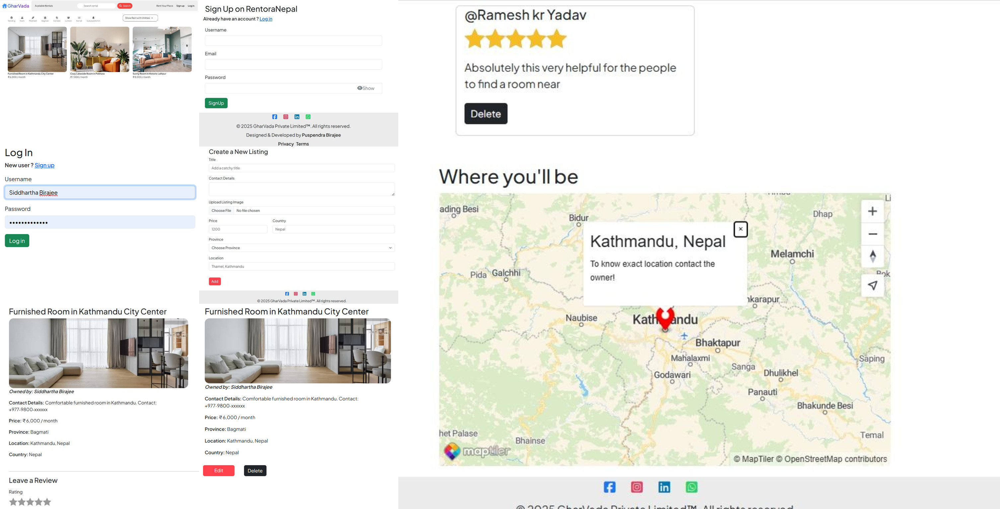 GharVada
Available Rentals
Search rental
Search
Rent Your Place
Sign up
Log in
Trending
Koshi
Madhesh
Bagmati
Gandaki
Lumbini
Karnali
Sudurpashchim
Show Rent with Utilities
Furnished Room in Kathmandu City Center
₹6,000 / month
Cozy Lakeside Room in Pokhara
₹7,000 / month
Sunny Room in Historic Lalitpur
₹8,000 / month
Sign Up on RentoraNepal
Already have an account ? Log in
Username
Email
Password
Show
SignUp
© 2025 GharVada Private Limited™. All rights reserved.
Designed & Developed by Puspendra Birajee
Privacy Terms
Log In
New user ? Sign up
Username
Siddhartha Birajee
Password
•••••••••••••
Log in
Create a New Listing
Title
Add a catchy title
Contact Details
Upload Listing Image
Choose File No file chosen
Price
1200
Country
Nepal
Province
Choose Province
Location
Thamel, Kathmandu
Add
© 2025 GharVada Private Limited™. All rights reserved.
Furnished Room in Kathmandu City Center
Owned by: Siddhartha Birajee
Contact Details: Comfortable furnished room in Kathmandu. Contact:
+977-9800-xxxxxx
Price: ₹ 6,000 / month
Province: Bagmati
Location: Kathmandu, Nepal
Country: Nepal
Leave a Review
Rating
Furnished Room in Kathmandu City Center
Owned by: Siddhartha Birajee
Contact Details: Comfortable furnished room in Kathmandu. Contact:
+977-9800-xxxxxx
Price: ₹ 6,000 / month
Province: Bagmati
Location: Kathmandu, Nepal
Country: Nepal
Edit
Delete
@Ramesh kr Yadav
Absolutely this very helpful for the people
to find a room near
Delete
Where you'll be
ading Besi
Bidur
Dhap
Li
Kathmandu, Nepal
To know exact location contact the
owner!
Melamchi
Pida
Galchhi
Bok
nkarapur
Naubise
Kath andu
Bhaktapur
Mahalaxmi
Saping
Sanga
Godawari
Dhulikhel
Panauti
Bhakunde Besi
het Palase
Bhainse
Temal
maptiler
© MapTiler © OpenStreetMap contributors
© 2025 GharVada Private Limited™. All rights reserved.